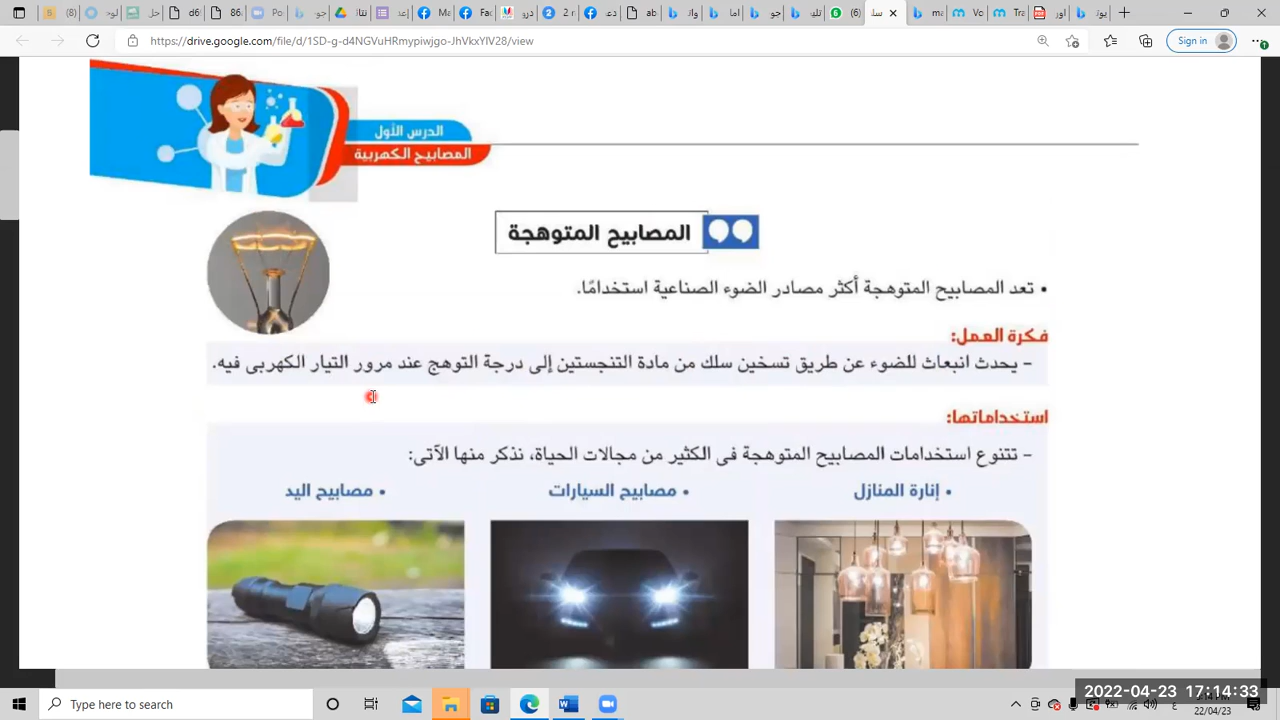 https://drive.google.com/file/d/1SD-g-d4NGVuHRmypiwjgo-JhVkxYlV28/view
Sign in
الدرس الأول
المصابيح الكهربية
المصابيح المتوهجة
• تعد المصابيح المتوهجة أكثر مصادر الضوء الصناعية استخدامًا.
فكرة العمل:
– يحدث انبعاث للضوء عن طريق تسخين سلك من مادة التنجستين إلى درجة التوهج عند مرور التيار الكهربى فيه.
استخداماتها:
– تتنوع استخدامات المصابيح المتوهجة فى الكثير من مجالات الحياة، نذكر منها الآتى:
• إنارة المنازل
• مصابيح السيارات
• مصابيح اليد
Type here to search
2022-04-23 17:14:33
22/04/23